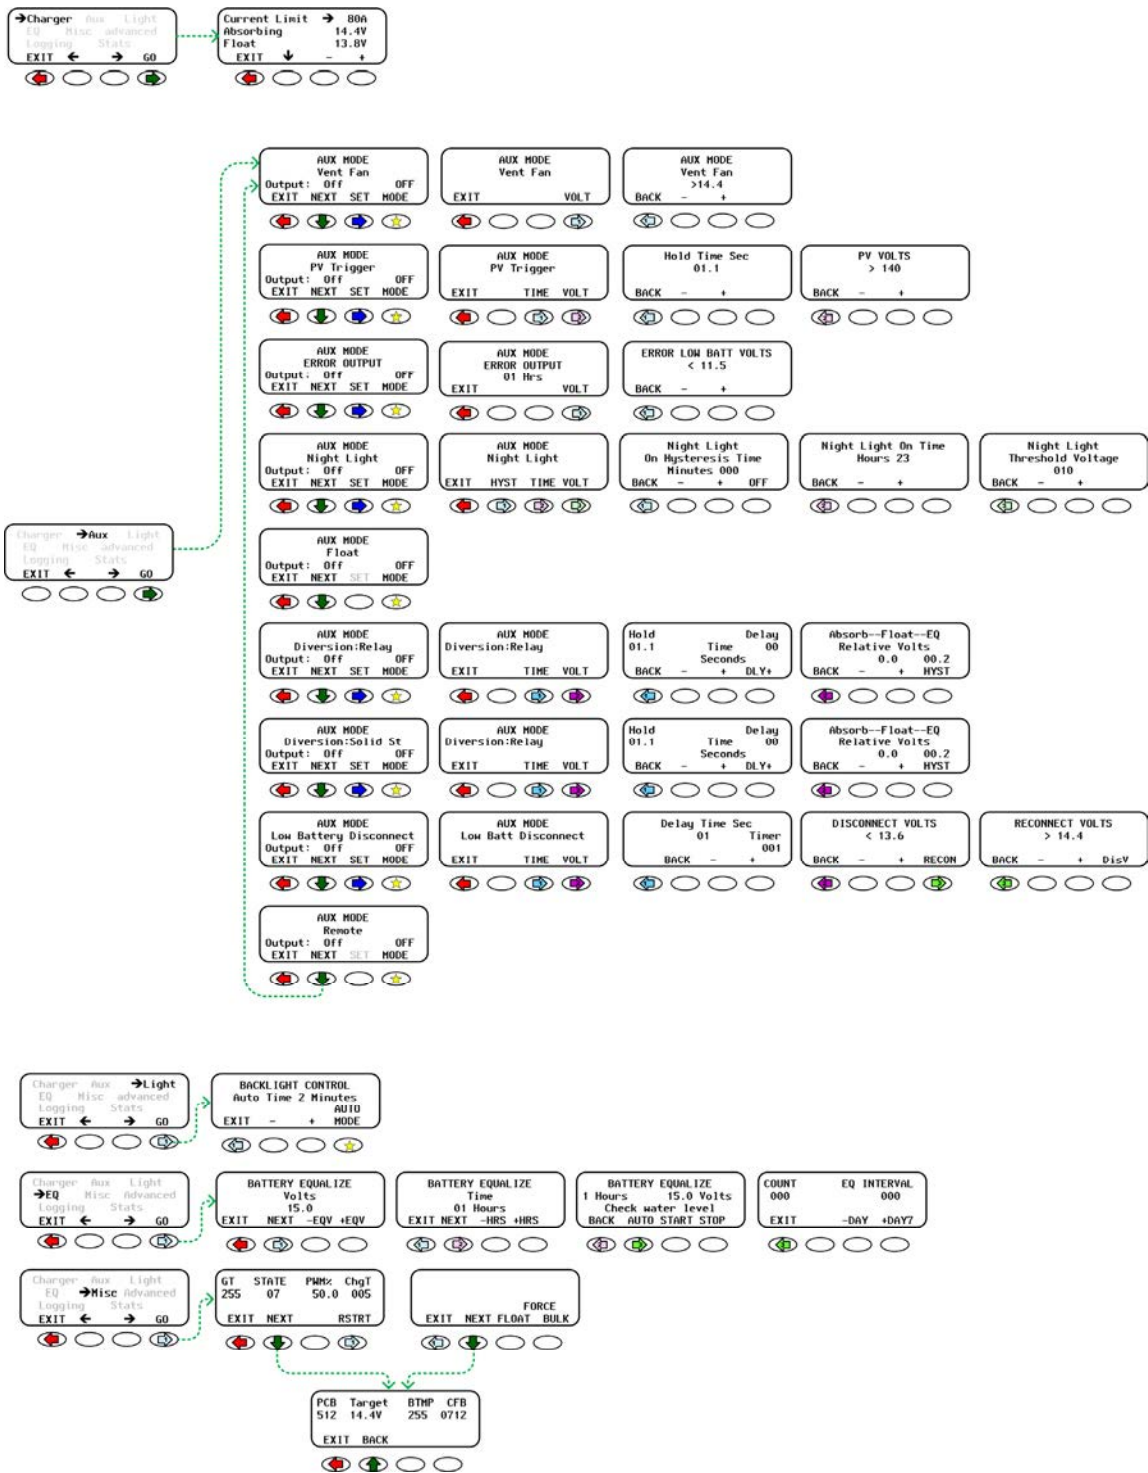 ➔Charger Aux Light
EQ Misc advanced
Logging Stats
EXIT ← → GO
Current Limit ➔ 80A
Absorbing 14.4V
Float 13.8V
EXIT ↓ - +
AUX MODE
Vent Fan
Output: Off OFF
EXIT NEXT SET MODE
AUX MODE
Vent Fan
EXIT VOLT
AUX MODE
Vent Fan
>14.4
BACK - +
AUX MODE
PV Trigger
Output: Off OFF
EXIT NEXT SET MODE
AUX MODE
PV Trigger
EXIT TIME VOLT
Hold Time Sec
01.1
BACK - +
PV VOLTS
> 140
BACK - +
AUX MODE
ERROR OUTPUT
Output: Off OFF
EXIT NEXT SET MODE
AUX MODE
ERROR OUTPUT
01 Hrs
EXIT VOLT
ERROR LOW BATT VOLTS
< 11.5
BACK - +
AUX MODE
Night Light
Output: Off OFF
EXIT NEXT SET MODE
AUX MODE
Night Light
EXIT HYST TIME VOLT
Night Light
On Hysteresis Time
Minutes 000
BACK - + OFF
Night Light On Time
Hours 23
BACK - +
Night Light
Threshold Voltage
010
BACK - +
Charger ➔Aux Light
EQ Misc advanced
Logging Stats
EXIT ← → GO
AUX MODE
Float
Output: Off OFF
EXIT NEXT SET MODE
AUX MODE
Diversion:Relay
Output: Off OFF
EXIT NEXT SET MODE
AUX MODE
Diversion:Relay
EXIT TIME VOLT
Hold Delay
01.1 Time 00
Seconds
BACK - + DLY+
Absorb--Float--EQ
Relative Volts
0.0 00.2
BACK - + HYST
AUX MODE
Diversion:Solid St
Output: Off OFF
EXIT NEXT SET MODE
AUX MODE
Diversion:Relay
EXIT TIME VOLT
Hold Delay
01.1 Time 00
Seconds
BACK - + DLY+
Absorb--Float--EQ
Relative Volts
0.0 00.2
BACK - + HYST
AUX MODE
Low Battery Disconnect
Output: Off OFF
EXIT NEXT SET MODE
AUX MODE
Low Batt Disconnect
EXIT TIME VOLT
Delay Time Sec
01 Timer
001
BACK - +
DISCONNECT VOLTS
< 13.6
BACK - + RECON
RECONNECT VOLTS
> 14.4
BACK - + DisV
AUX MODE
Remote
Output: Off OFF
EXIT NEXT SET MODE
Charger Aux ➔Light
EQ Misc advanced
Logging Stats
EXIT ← → GO
BACKLIGHT CONTROL
Auto Time 2 Minutes
AUTO
EXIT - + MODE
Charger Aux Light
➔EQ Misc Advanced
Logging Stats
EXIT ← → GO
BATTERY EQUALIZE
Volts
15.0
EXIT NEXT -EQV +EQV
BATTERY EQUALIZE
Time
01 Hours
EXIT NEXT -HRS +HRS
BATTERY EQUALIZE
1 Hours 15.0 Volts
Check water level
BACK AUTO START STOP
COUNT EQ INTERVAL
000 000
EXIT -DAY +DAY7
Charger Aux Light
EQ ➔Misc Advanced
Logging Stats
EXIT ← → GO
GT STATE PWM% ChgT
255 07 50.0 005
EXIT NEXT RSTRT
FORCE
EXIT NEXT FLOAT BULK
PCB Target BTMP CFB
512 14.4V 255 0712
EXIT BACK